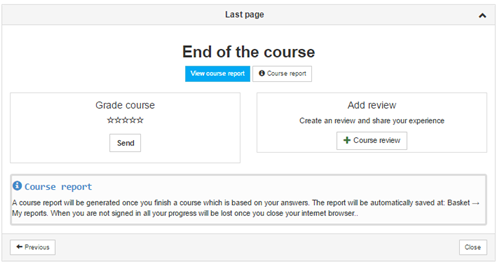 Last page
End of the course
View course report
Course report
Grade course
Send
Add review
Create an review and share your experience
Course review
Course report
A course report will be generated once you finish a course which is based on your answers. The report will be automatically saved at: Basket →
My reports. When you are not signed in all your progress will be lost once you close your internet browser..
Previous
Close